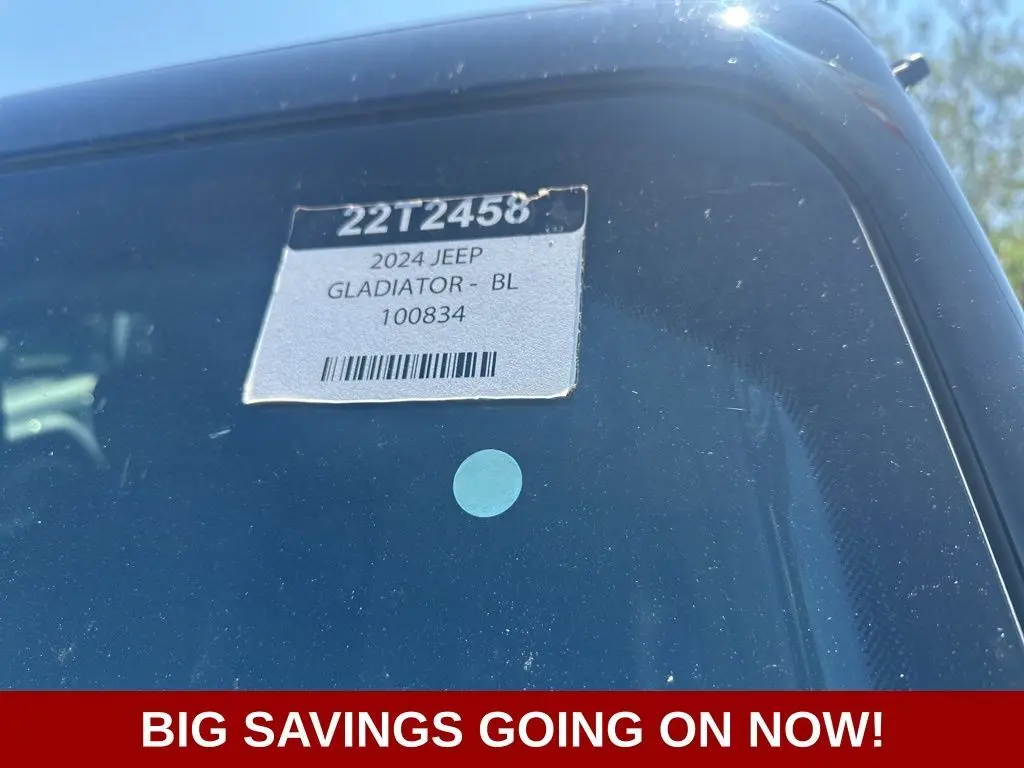 22T2458
2024 JEEP
GLADIATOR - BL
100834
BIG SAVINGS GOING ON NOW!